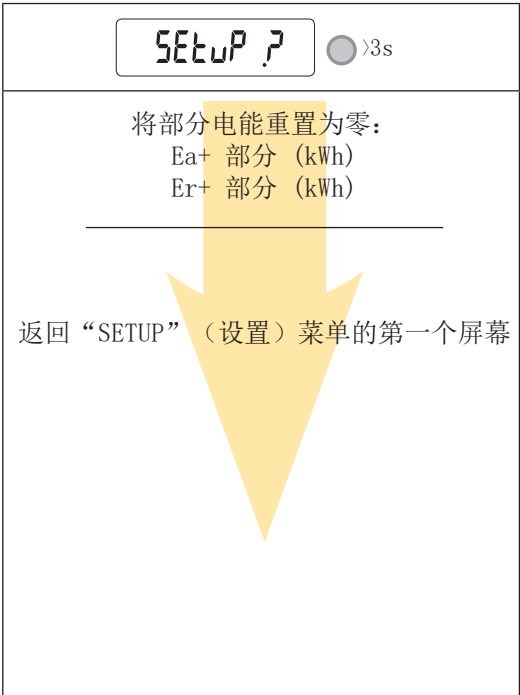 SEtuP ? 〉3s
将部分电能重置为零:
Ea+ 部分 (kWh)
Er+ 部分 (kWh)
返回“SETUP”（设置）菜单的第一个屏幕